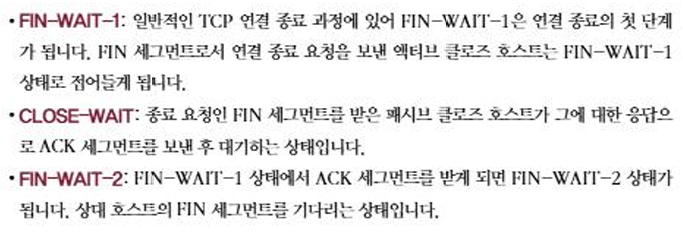 • FIN-WAIT-1: 일반적인 TCP 연결 종료 과정에 있어 FIN-WAIT-1은 연결 종료의 첫 단계
가 됩니다. FIN 세그먼트로서 연결 종료 요청을 보낸 액티브 클로즈 호스트는 FIN-WAIT-1
상태로 접어들게 됩니다.
• CLOSE-WAIT: 종료 요청인 FIN 세그먼트를 받은 패시브 클로즈 호스트가 그에 대한 응답으
로 ACK 세그먼트를 보낸 후 대기하는 상태입니다.
• FIN-WAIT-2: FIN-WAIT-1 상태에서 ACK 세그먼트를 받게 되면 FIN-WAIT-2 상태가
됩니다. 상대 호스트의 FIN 세그먼트를 기다리는 상태입니다.